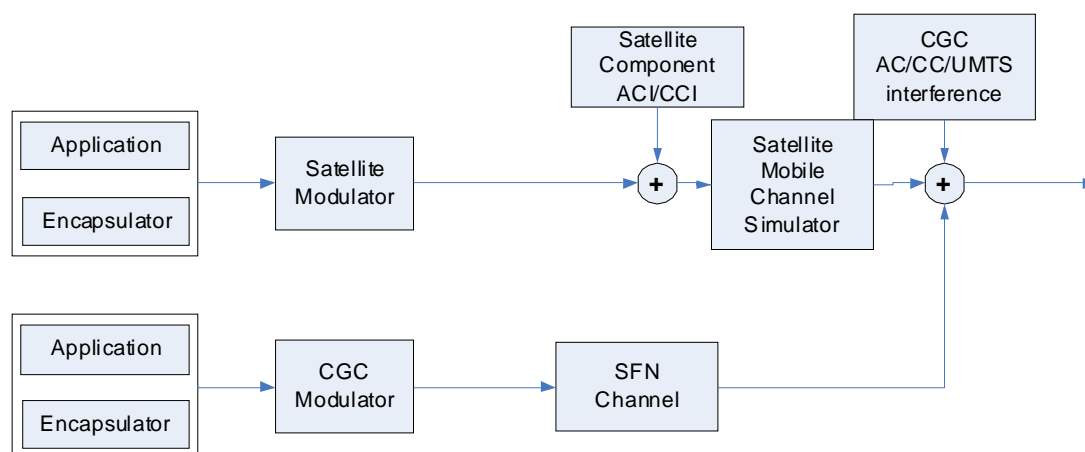 Satellite
Component
ACI/CCI
CGC
AC/CC/UMTS
interference
Application
Encapsulator
Satellite
Modulator
+
Satellite
Mobile
Channel
Simulator
+
Application
Encapsulator
CGC
Modulator
SFN
Channel